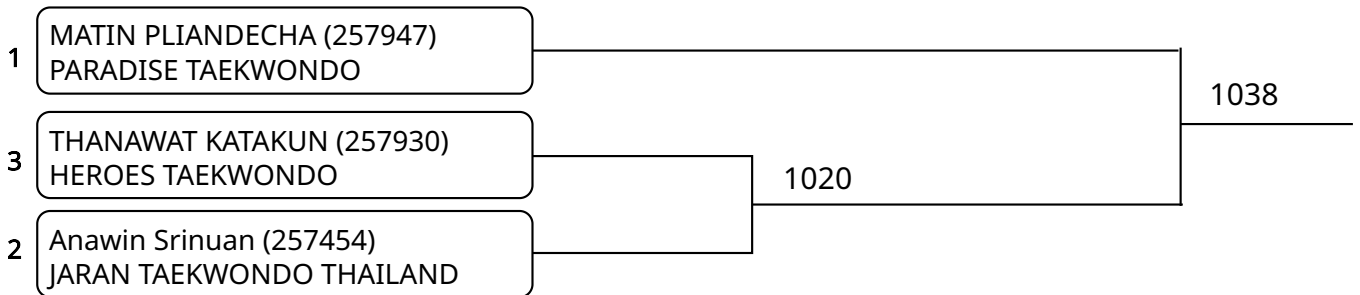 1
MATIN PLIANDECHA (257947)
PARADISE TAEKWONDO
1038
3
THANAWAT KATAKUN (257930)
HEROES TAEKWONDO
1020
2
Anawin Srinuan (257454)
JARAN TAEKWONDO THAILAND